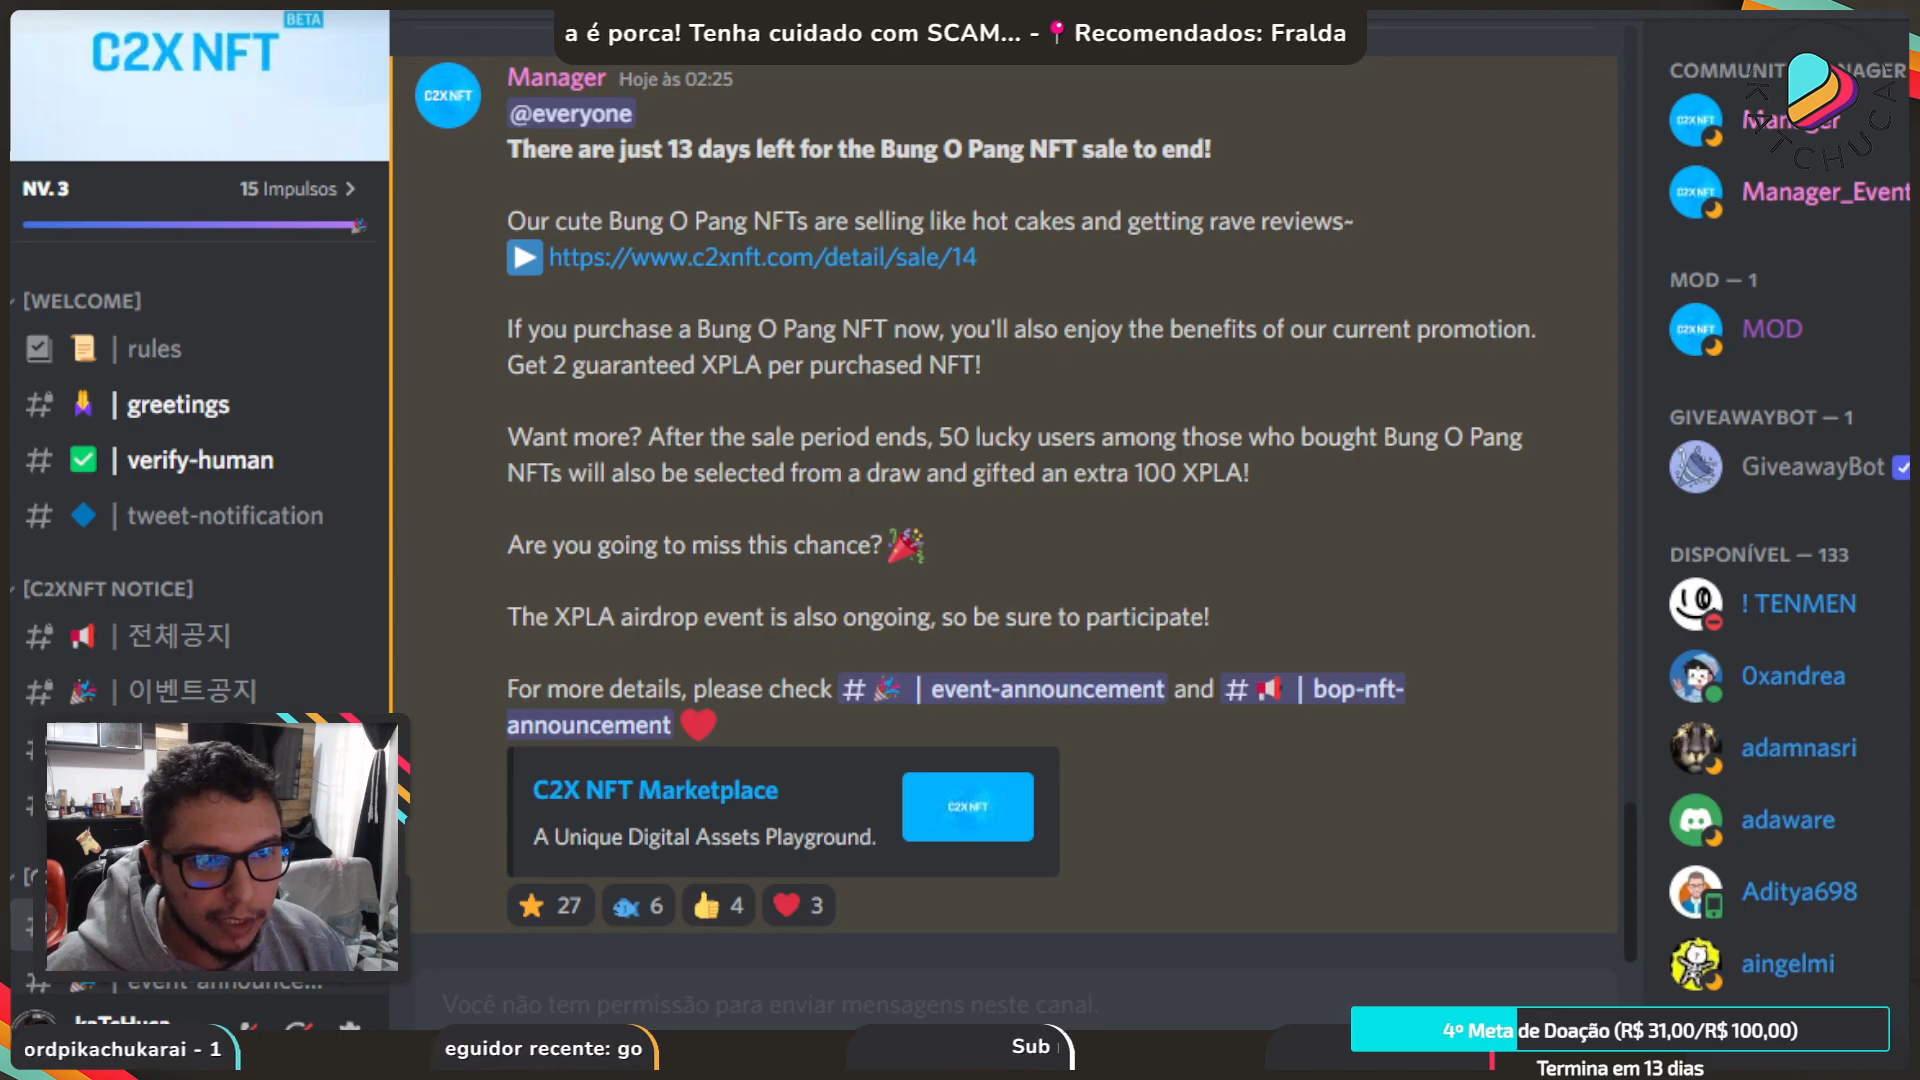 a é porca! Tenha cuidado com SCAM... - 📍 Recomendados: Fralda
C2X NFT
BETA
NV. 3
15 Impulsos
[WELCOME]
| rules
| greetings
| verify-human
| tweet-notification
[C2XNFT NOTICE]
| 전체공지
| 이벤트공지
event-announce...
ordpikachukarai - 1
C2X NFT
Manager Hoje às 02:25
@everyone
There are just 13 days left for the Bung O Pang NFT sale to end!
Our cute Bung O Pang NFTs are selling like hot cakes and getting rave reviews~
▶ https://www.c2xnft.com/detail/sale/14
If you purchase a Bung O Pang NFT now, you'll also enjoy the benefits of our current promotion.
Get 2 guaranteed XPLA per purchased NFT!
Want more? After the sale period ends, 50 lucky users among those who bought Bung O Pang
NFTs will also be selected from a draw and gifted an extra 100 XPLA!
Are you going to miss this chance? 🎉
The XPLA airdrop event is also ongoing, so be sure to participate!
For more details, please check # 🎉 | event-announcement and # 📢 | bop-nft-
announcement ❤️
C2X NFT Marketplace
A Unique Digital Assets Playground.
C2X NFT
⭐ 27 🐟 6 👍 4 ❤️ 3
Você não tem permissão para enviar mensagens neste canal.
eguidor recente: go
Sub
KATCHUCA
Manager
Manager_Event
MOD — 1
MOD
GIVEAWAYBOT — 1
GiveawayBot
DISPONÍVEL — 133
! TENMEN
0xandrea
adamnasri
adaware
Aditya698
aingelmi
4º Meta de Doação (R$ 31,00/R$ 100,00)
Termina em 13 dias